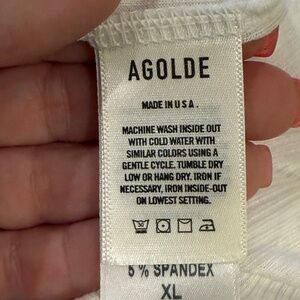 AGOLDE
MADE IN U S A .
MACHINE WASH INSIDE OUT
WITH COLD WATER WITH
SIMILAR COLORS USING A
GENTLE CYCLE. TUMBLE DRY
LOW OR HANG DRY. IRON IF
NECESSARY, IRON INSIDE-OUT
ON LOWEST SETTING.
5% SPANDEX
XL